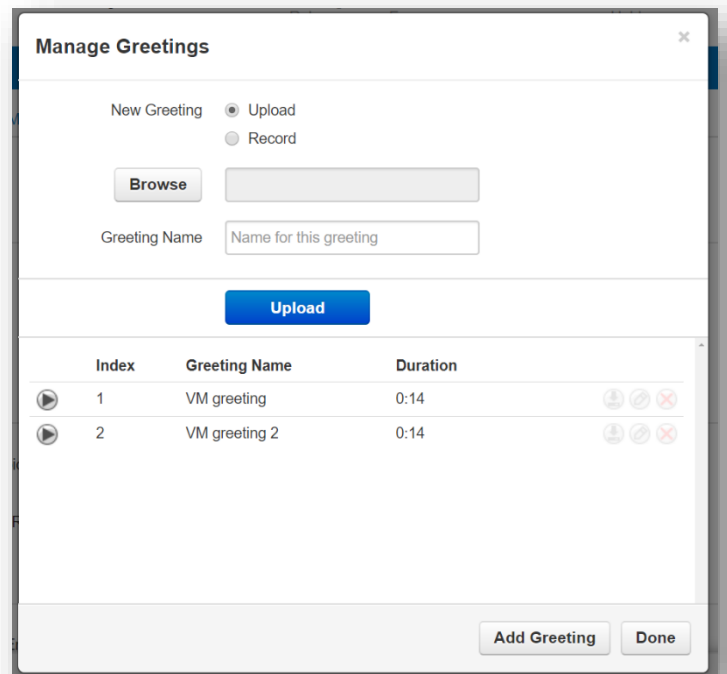 Manage Greetings
×
New Greeting Upload
Record
Browse
Greeting Name Name for this greeting
Upload
Index Greeting Name Duration
1 VM greeting 0:14
2 VM greeting 2 0:14
Add Greeting Done